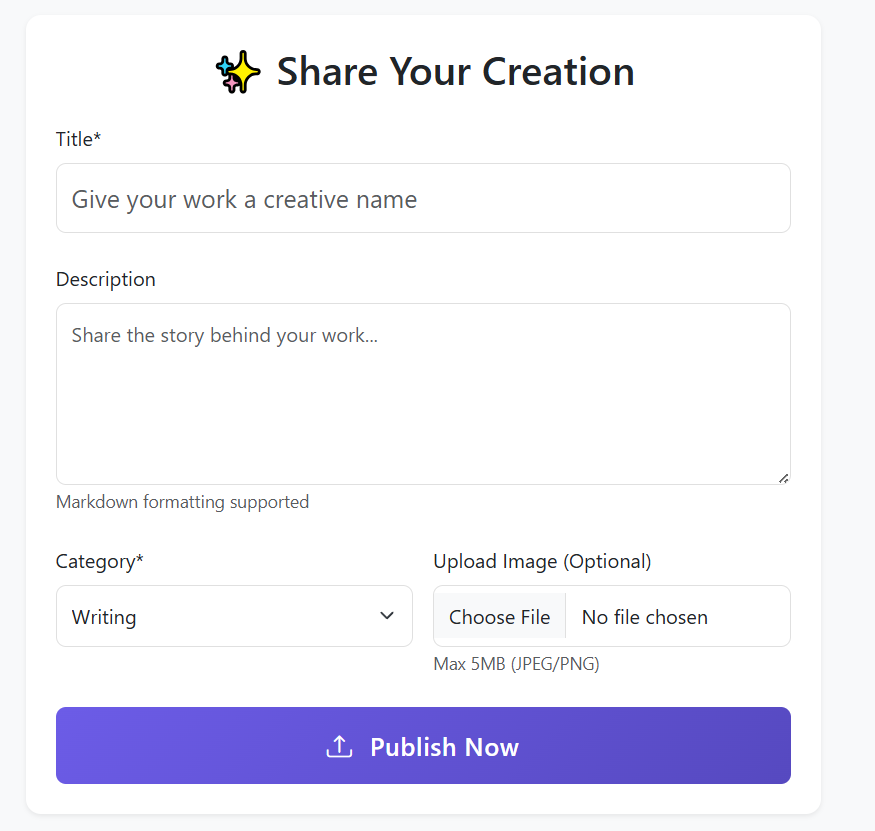 ✨ Share Your Creation
Title*
Give your work a creative name
Description
Share the story behind your work...
Markdown formatting supported
Category*
Writing
Upload Image (Optional)
Choose File No file chosen
Max 5MB (JPEG/PNG)
Publish Now